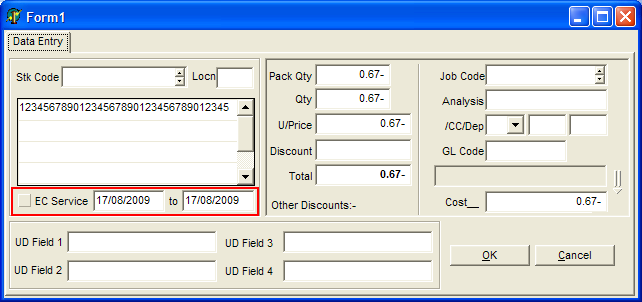 Form1
Data Entry
Stk Code Locn
12345678901234567890123456789012345
EC Service 17/08/2009 to 17/08/2009
Pack Qty 0.67-
Qty 0.67-
U/Price 0.67-
Discount
Total 0.67-
Other Discounts:-
Job Code
Analysis
/CC/Dep
GL Code
Cost__ 0.67-
UD Field 1 UD Field 3
UD Field 2 UD Field 4
OK Cancel